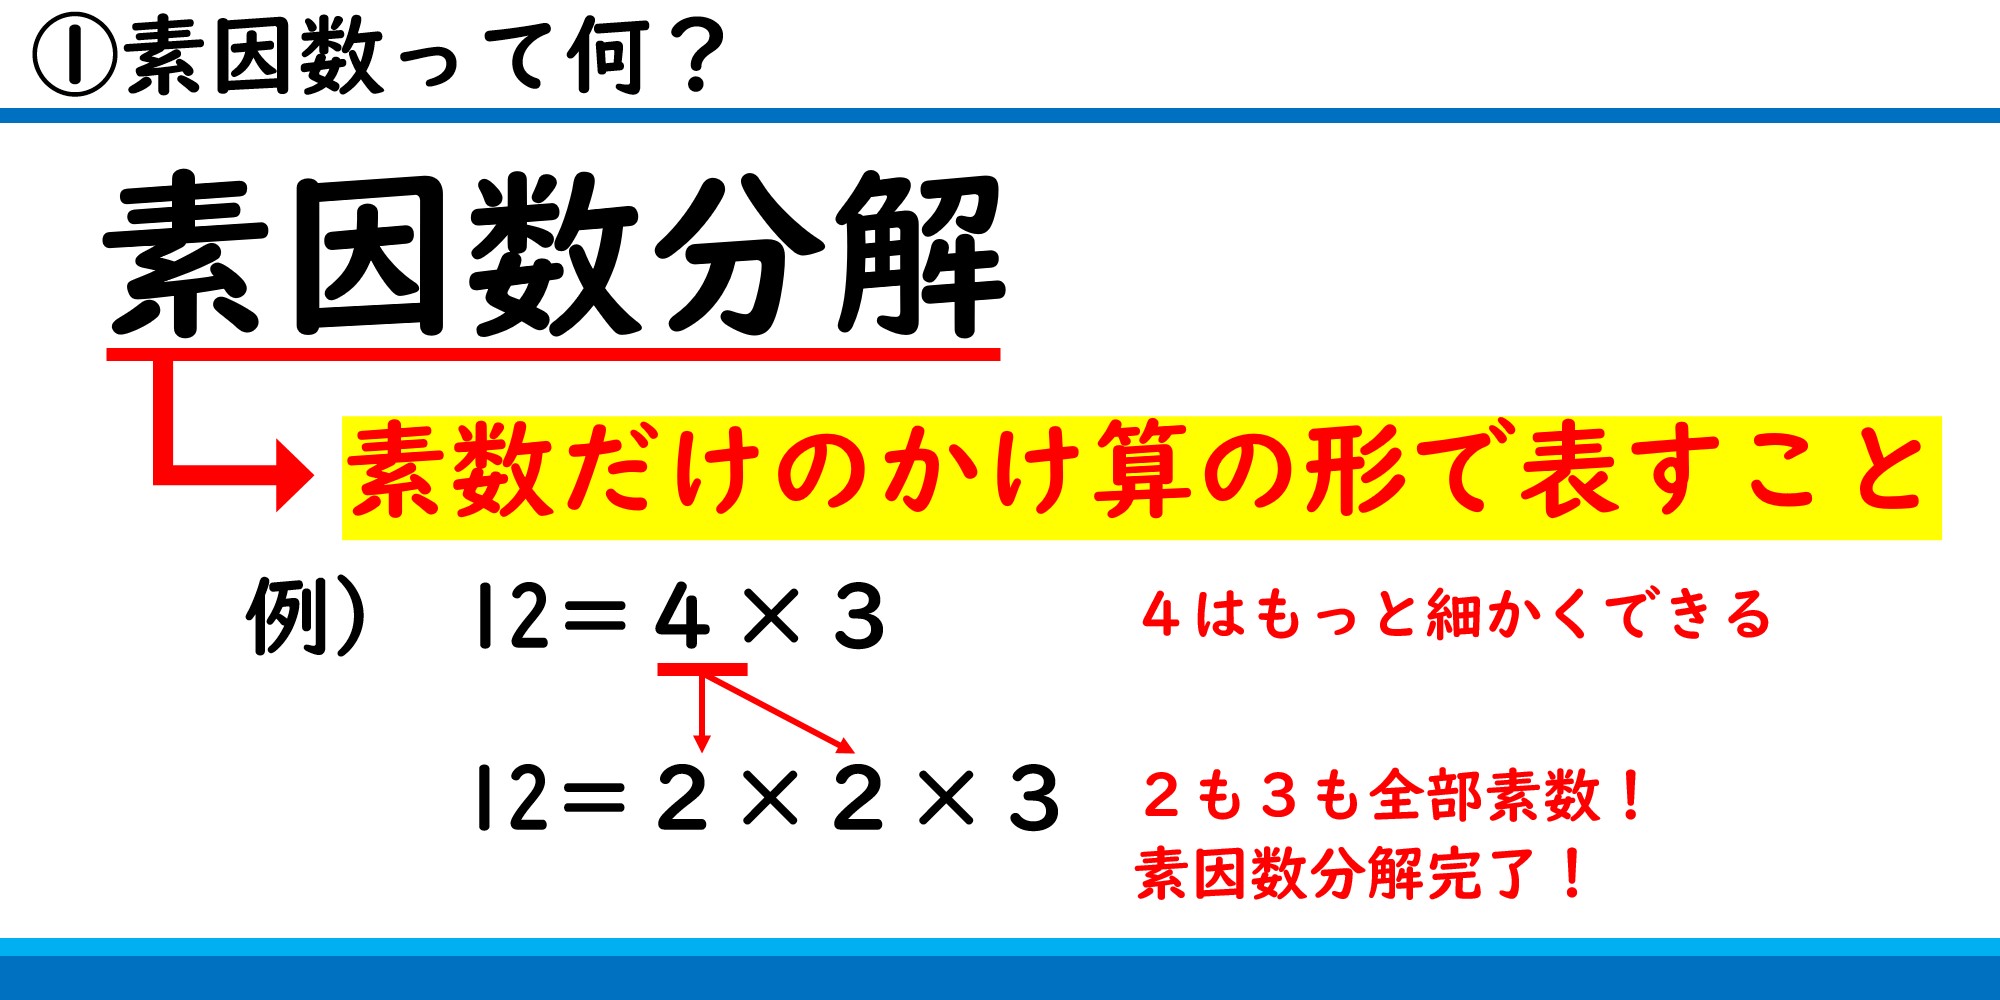 ①素因数って何？
素因数分解
素数だけのかけ算の形で表すこと
例） 12＝４×３ ４はもっと細かくできる
12＝２×２×３ ２も３も全部素数！
素因数分解完了！